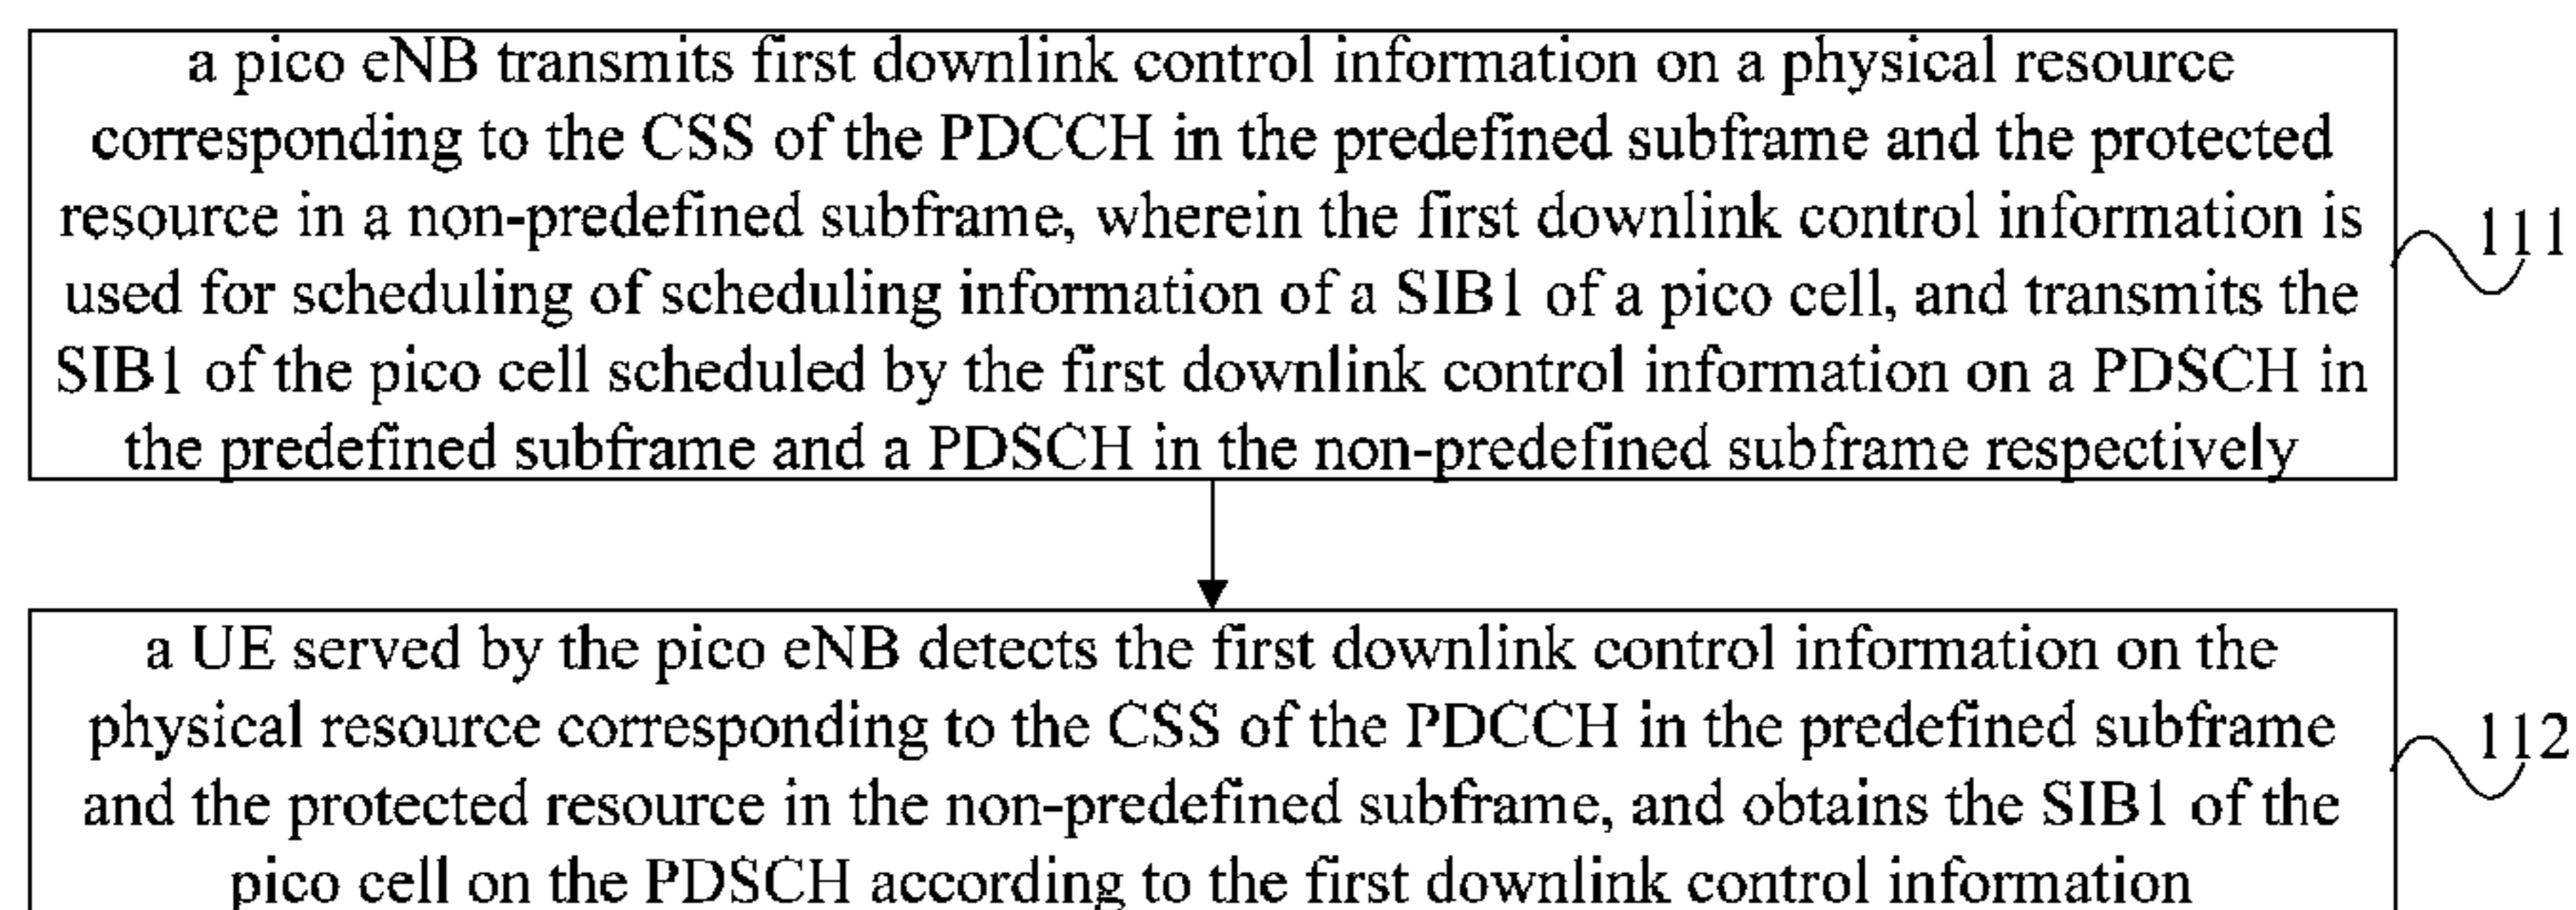 a pico eNB transmits first downlink control information on a physical resource
corresponding to the CSS of the PDCCH in the predefined subframe and the protected
resource in a non-predefined subframe, wherein the first downlink control information is
used for scheduling of scheduling information of a SIB1 of a pico cell, and transmits the
SIB1 of the pico cell scheduled by the first downlink control information on a PDSCH in
the predefined subframe and a PDSCH in the non-predefined subframe respectively
111
a UE served by the pico eNB detects the first downlink control information on the
physical resource corresponding to the CSS of the PDCCH in the predefined subframe
and the protected resource in the non-predefined subframe, and obtains the SIB1 of the
pico cell on the PDSCH according to the first downlink control information
112